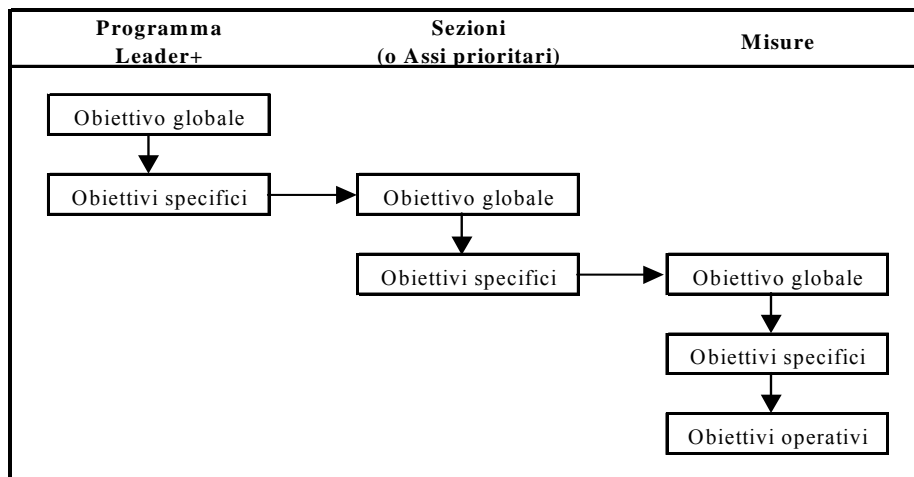 Programma
Leader+
Sezioni
(o Assi prioritari)
Misure
Obiettivo globale
Obiettivi specifici
Obiettivo globale
Obiettivi specifici
Obiettivo globale
Obiettivi specifici
Obiettivi operativi